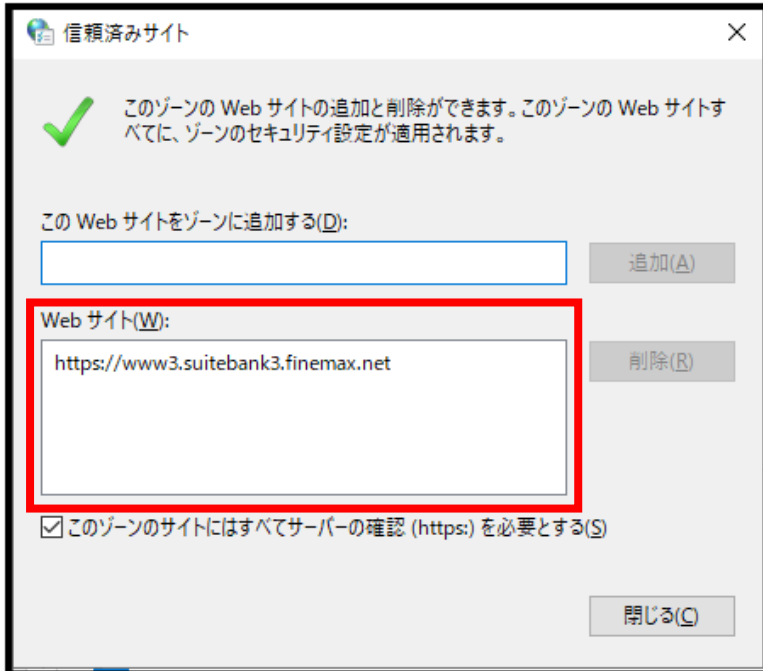 信頼済みサイト
このゾーンの Web サイトの追加と削除ができます。このゾーンの Web サイトす
べてに、ゾーンのセキュリティ設定が適用されます。
この Web サイトをゾーンに追加する(D):
追加(A)
Web サイト(W):
https://www3.suitebank3.finemax.net
削除(R)
このゾーンのサイトにはすべてサーバーの確認 (https:) を必要とする(S)
閉じる(C)